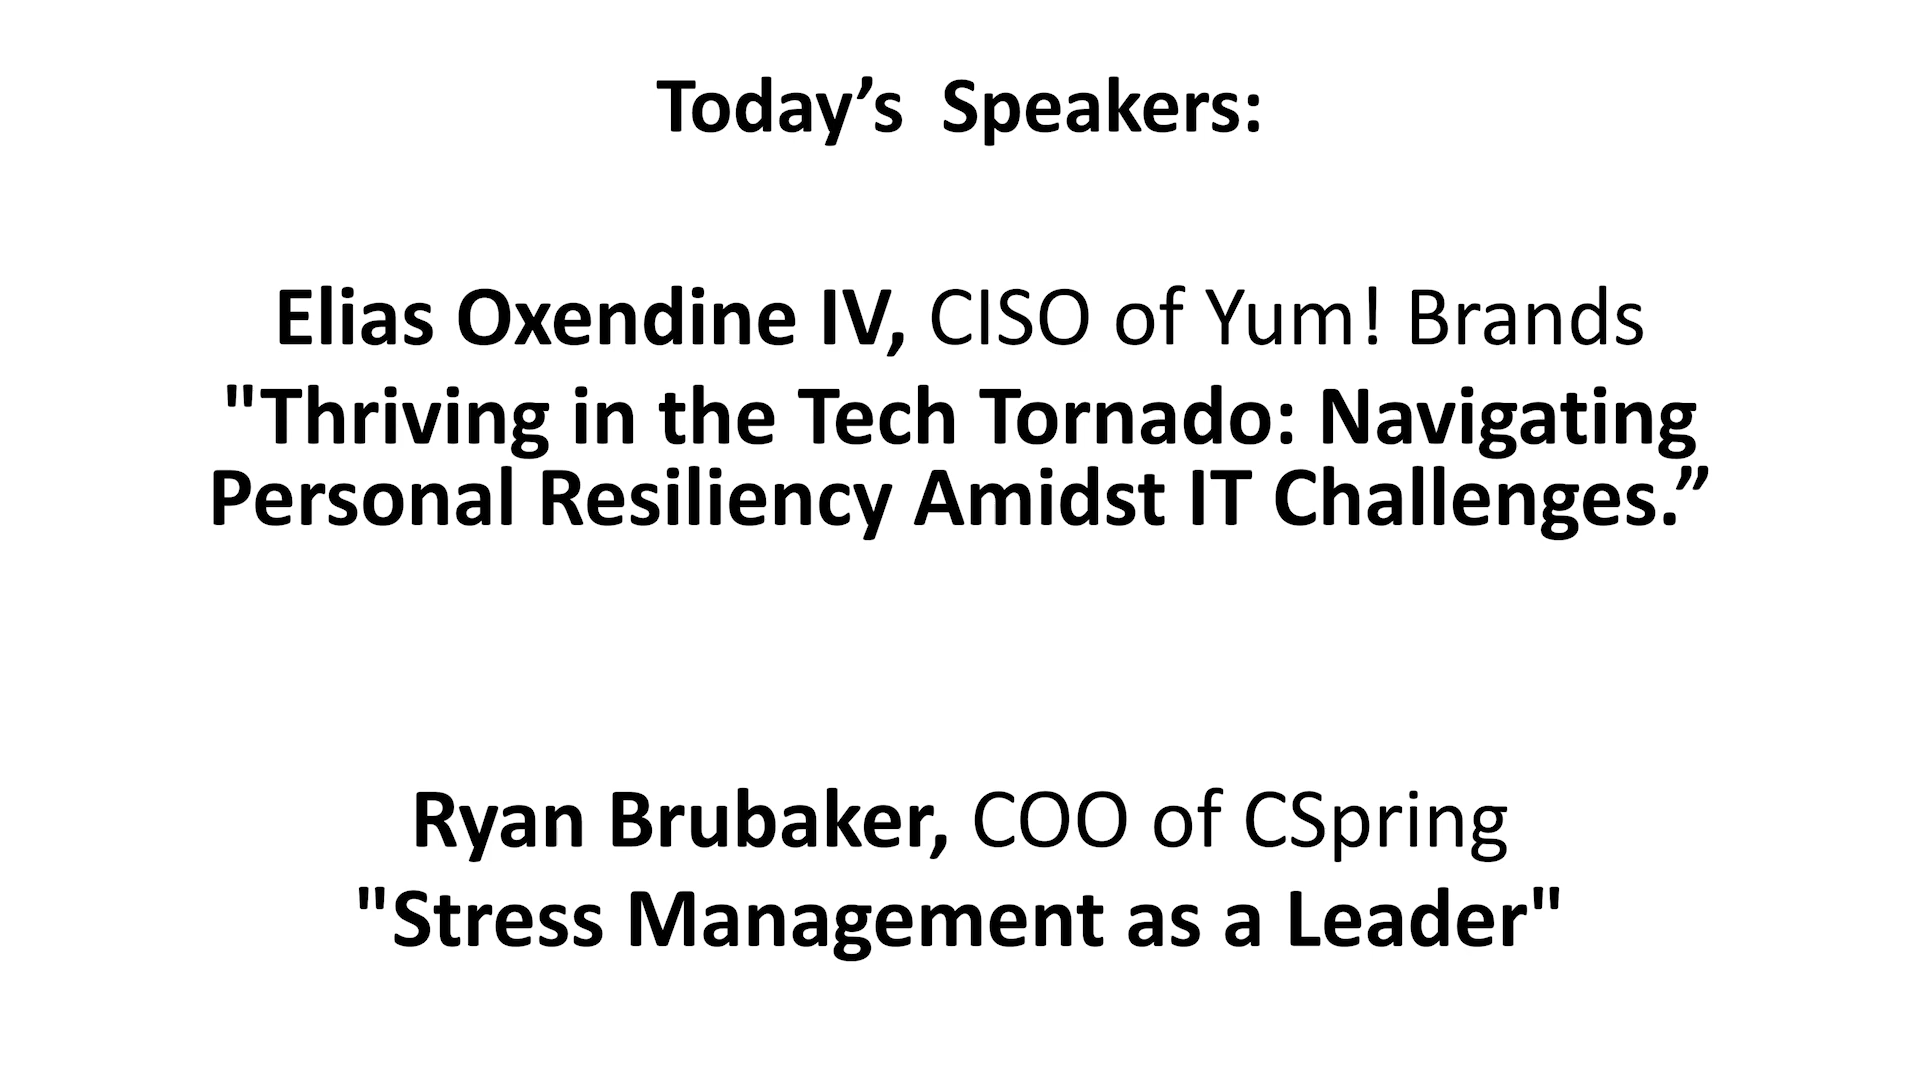 Today’s  Speakers:
Elias Oxendine IV, CISO of Yum! Brands
"Thriving in the Tech Tornado: Navigating
Personal Resiliency Amidst IT Challenges.”
Ryan Brubaker, COO of CSpring
"Stress Management as a Leader"